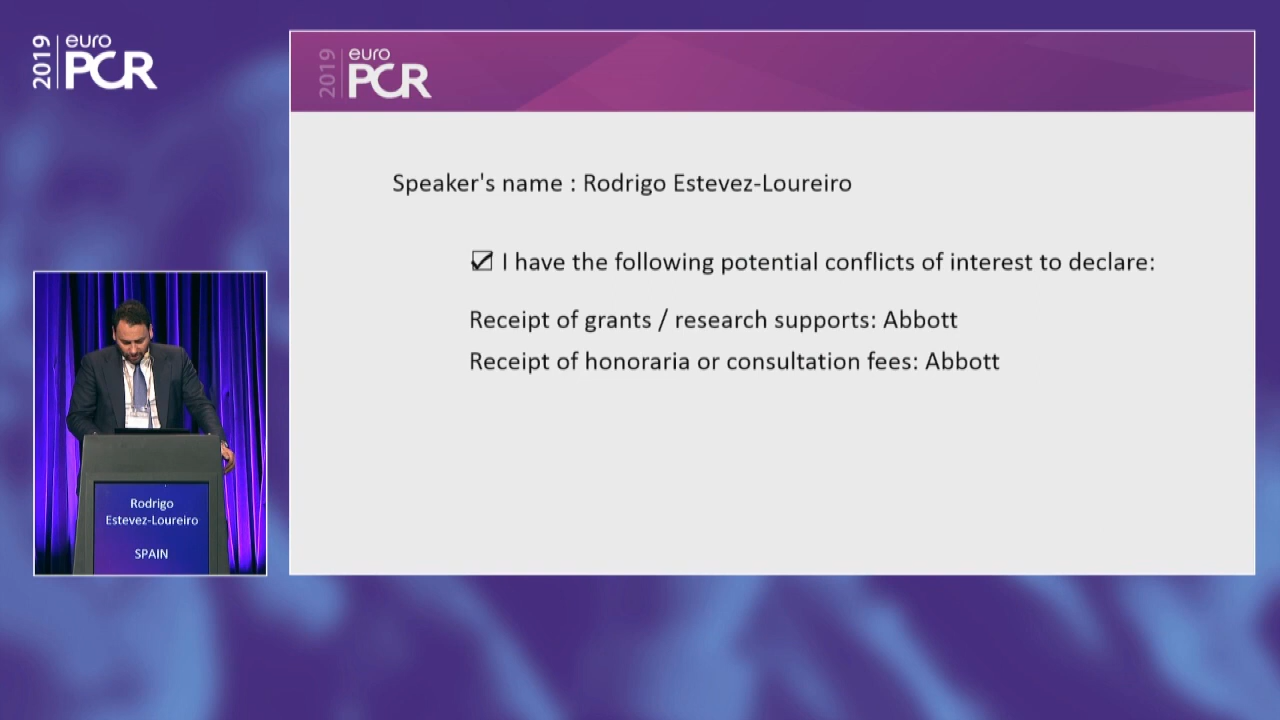 2019 euro PCR
2019 euro PCR
Speaker's name : Rodrigo Estevez-Loureiro
☑ I have the following potential conflicts of interest to declare:
Receipt of grants / research supports: Abbott
Receipt of honoraria or consultation fees: Abbott
Rodrigo
Estevez-Loureiro
SPAIN